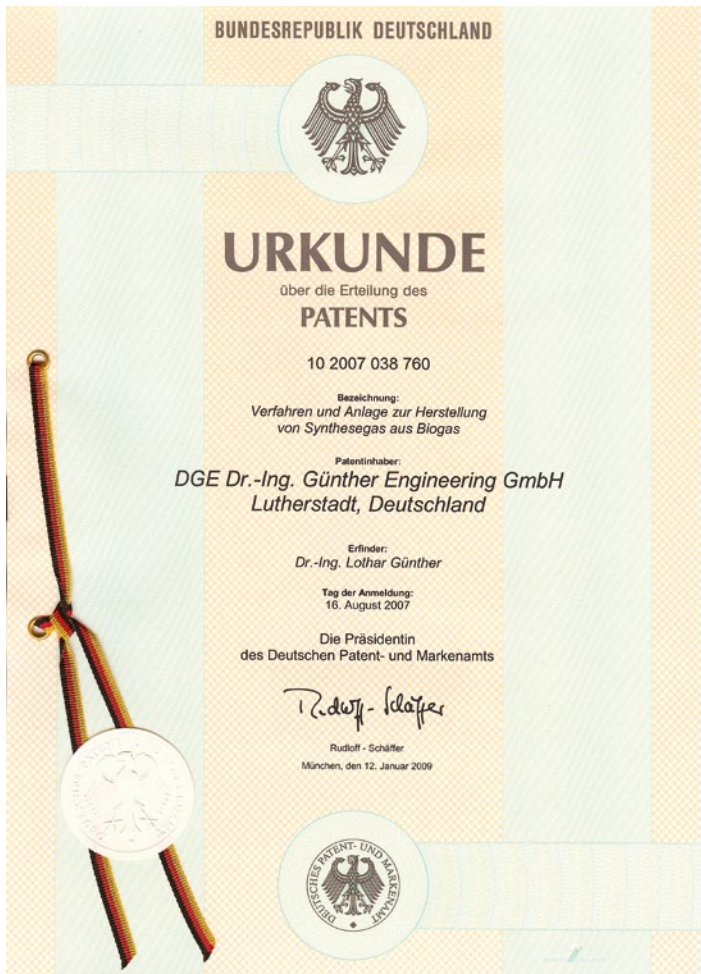 BUNDESREPUBLIK DEUTSCHLAND
URKUNDE
über die Erteilung des
PATENTS
10 2007 038 760
Bezeichnung:
Verfahren und Anlage zur Herstellung
von Synthesegas aus Biogas
Patentinhaber:
DGE Dr.-Ing. Günther Engineering GmbH
Lutherstadt, Deutschland
Erfinder:
Dr.-Ing. Lothar Günther
Tag der Anmeldung:
16. August 2007
Die Präsidentin
des Deutschen Patent- und Markenamts
Rudloff-Schäffer
Rudloff - Schäffer
München, den 12. Januar 2009
DEUTSCHES PATENT- UND MARKENAMT